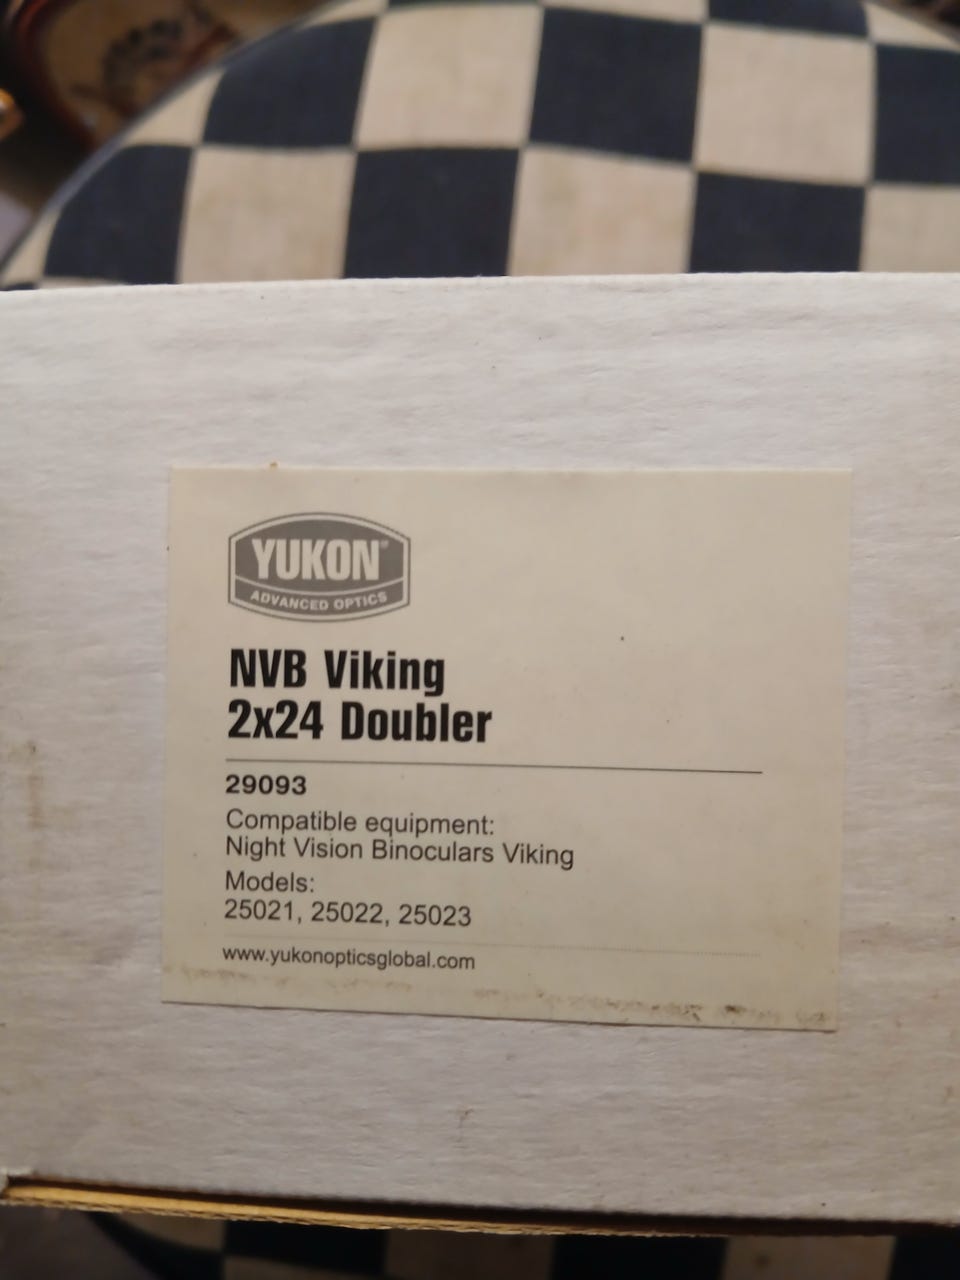 YUKON®
ADVANCED OPTICS
NVB Viking
2x24 Doubler
29093
Compatible equipment:
Night Vision Binoculars Viking
Models:
25021, 25022, 25023
www.yukonopticsglobal.com